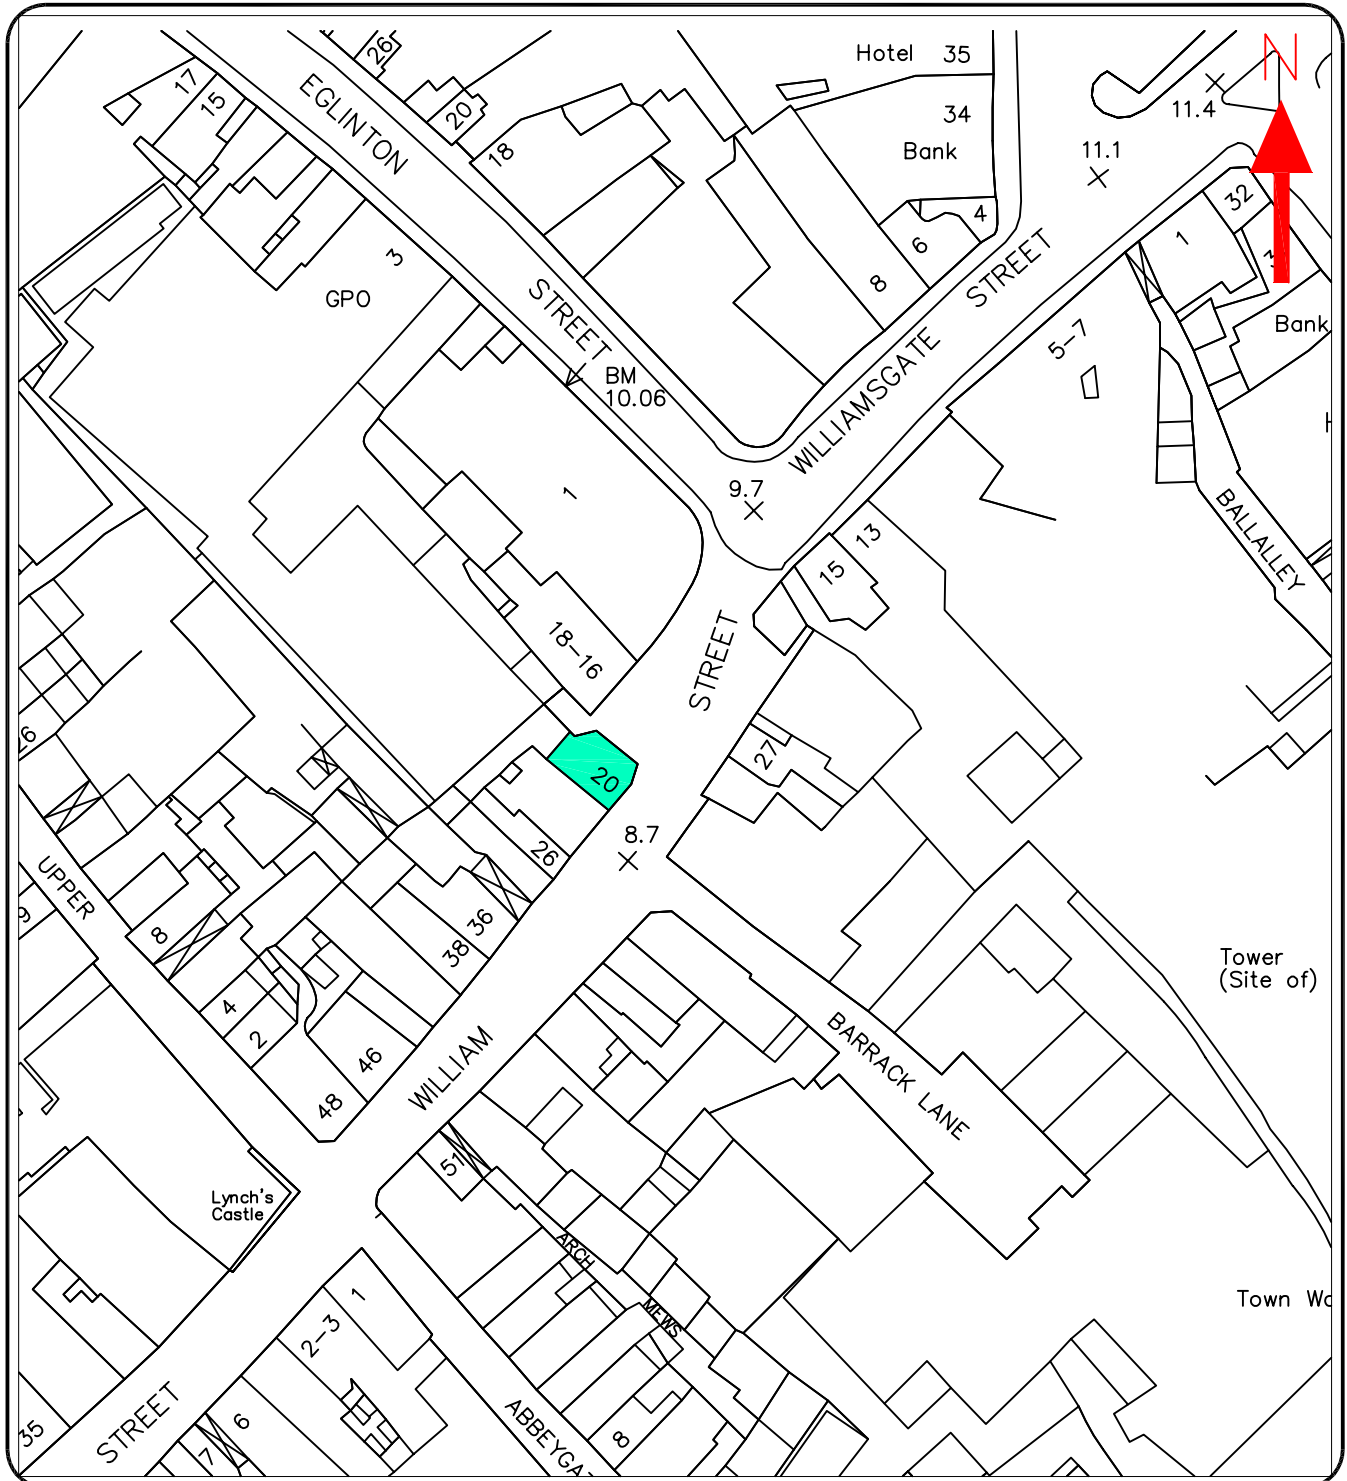 N
Hotel 35
26
17
15
EGLINTON
20
18
34
Bank
11.4
11.1
32
4
6
8
1
3
GPO
STREET
STREET
WILLIAMSGATE
Bank
5-7
BM
10.06
9.7
1
13
15
BALLALLEY
18-16
STREET
27
20
8.7
26
UPPER
8
36
38
4
2
46
48
WILLIAM
BARRACK LANE
Tower
(Site of)
51
Lynch's
Castle
ARCH
MEWS
Town
1
2-3
6
7
35
STREET
8